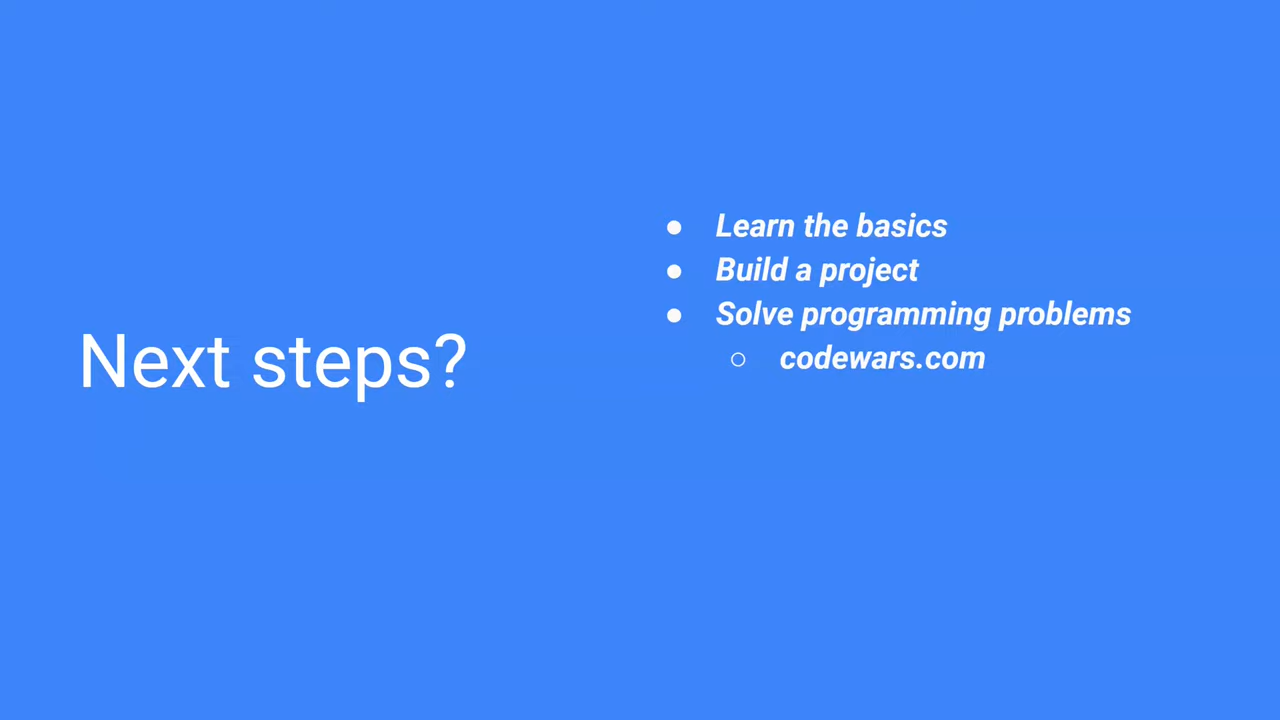 Next steps?
● Learn the basics
● Build a project
● Solve programming problems
○ codewars.com